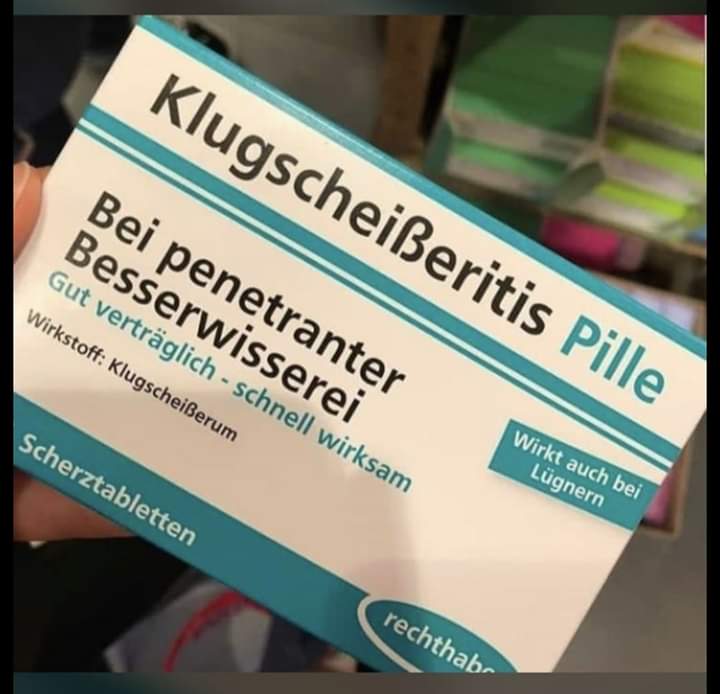 Klugscheißeritis Pille
Bei penetranter
Besserwisserei
Gut verträglich - schnell wirksam
Wirkstoff: Klugscheißerum
Wirkt auch bei
Lügnern
Scherztabletten